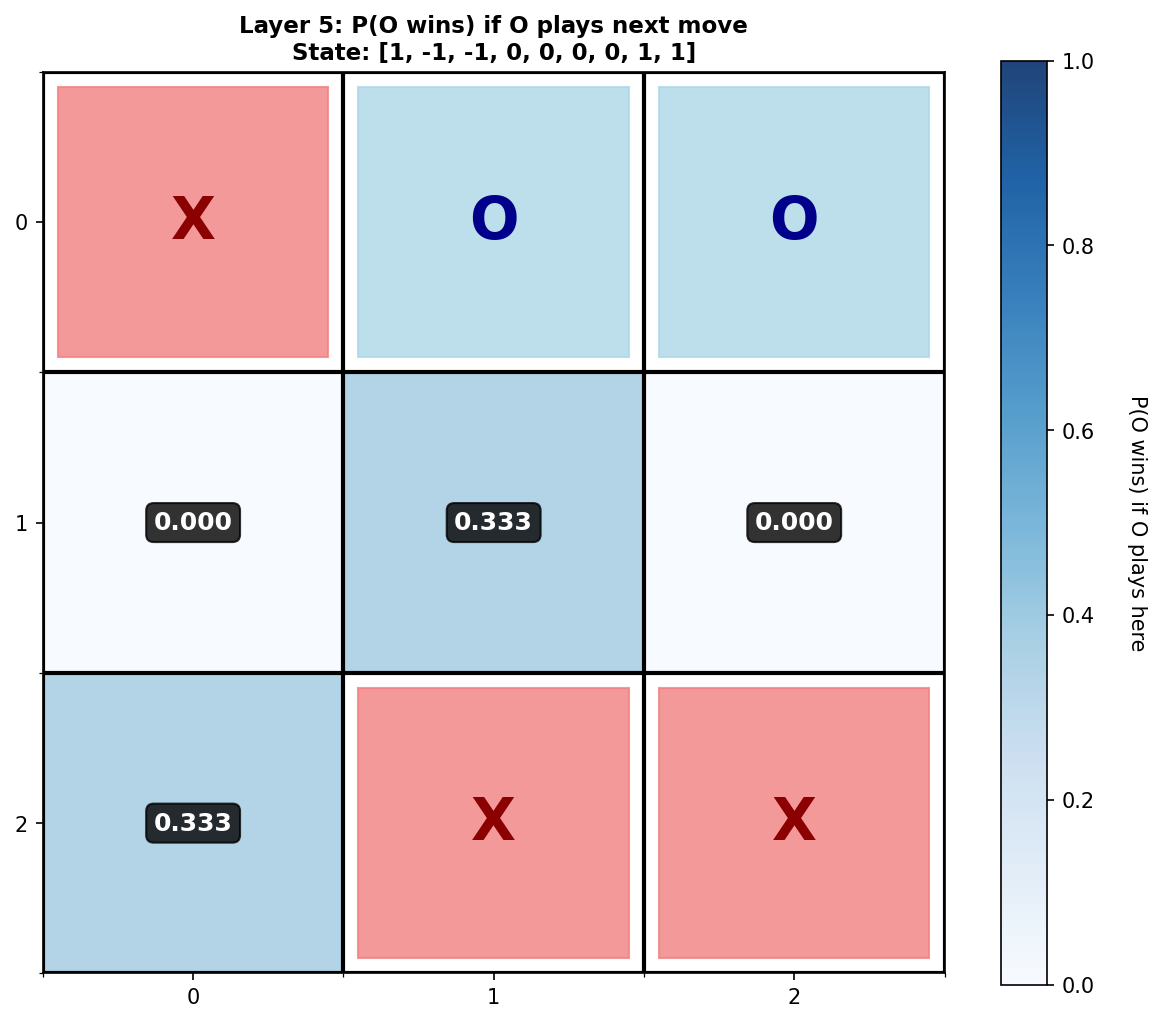 Layer 5: P(O wins) if O plays next move
State: [1, -1, -1, 0, 0, 0, 0, 1, 1]
0
X
O
O
1
0.000
0.333
0.000
2
0.333
X
X
0
1
2
1.0
0.8
0.6
0.4
0.2
0.0
P(O wins) if O plays here